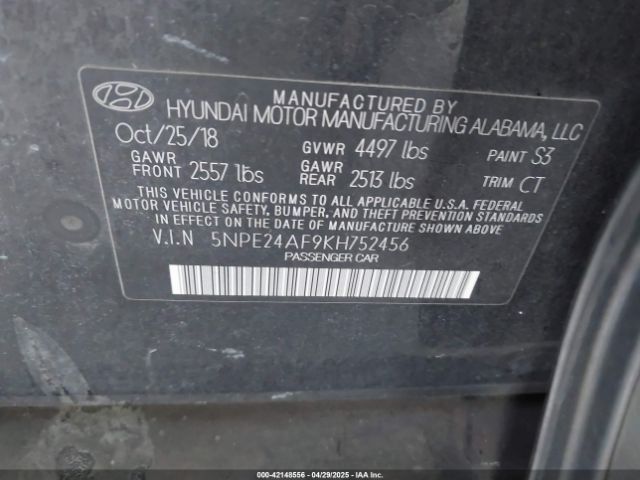 MANUFACTURED BY
HYUNDAI MOTOR MANUFACTURING ALABAMA, LLC
Oct/25/18 GVWR 4497 lbs PAINT S3
GAWR FRONT 2557 lbs GAWR REAR 2513 lbs TRIM CT
THIS VEHICLE CONFORMS TO ALL APPLICABLE U.S.A. FEDERAL
MOTOR VEHICLE SAFETY, BUMPER, AND THEFT PREVENTION STANDARDS
IN EFFECT ON THE DATE OF MANUFACTURE SHOWN ABOVE.
V.I.N 5NPE24AF9KH752456
PASSENGER CAR
000-42148556 - 04/29/2025 - IAAI.COM